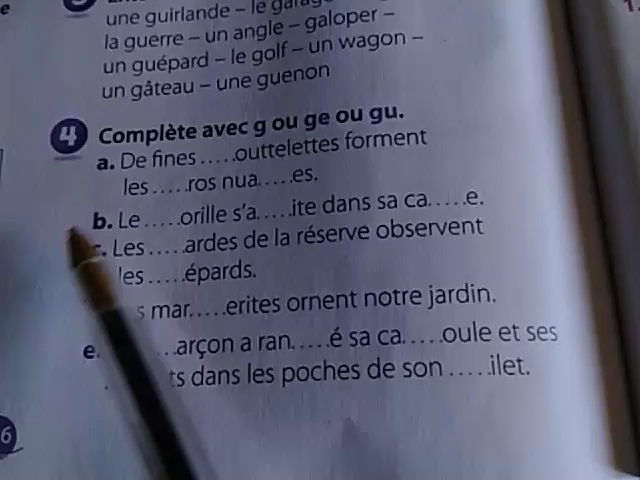 une guirlande – le
la guerre – un angle – galoper –
un guépard – le golf – un wagon –
un gâteau – une guenon
4 Complète avec g ou ge ou gu.
a. De fines .....outtelettes forment
les .....ros nua.....es.
b. Le .....orille s'a.....ite dans sa ca.....e.
c. Les .....ardes de la réserve observent
les .....épards.
s mar.....erites ornent notre jardin.
e. ..arçon a ran.....é sa ca.....oule et ses
ts dans les poches de son .....ilet.
6